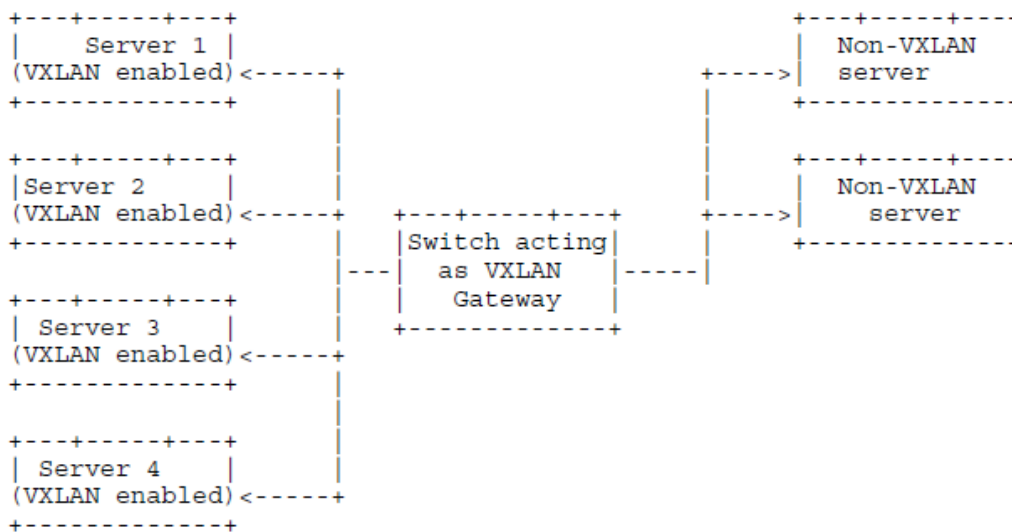 Server 1
(VXLAN enabled)
Server 2
(VXLAN enabled)
Server 3
(VXLAN enabled)
Server 4
(VXLAN enabled)
Switch acting
as VXLAN
Gateway
Non-VXLAN
server
Non-VXLAN
server